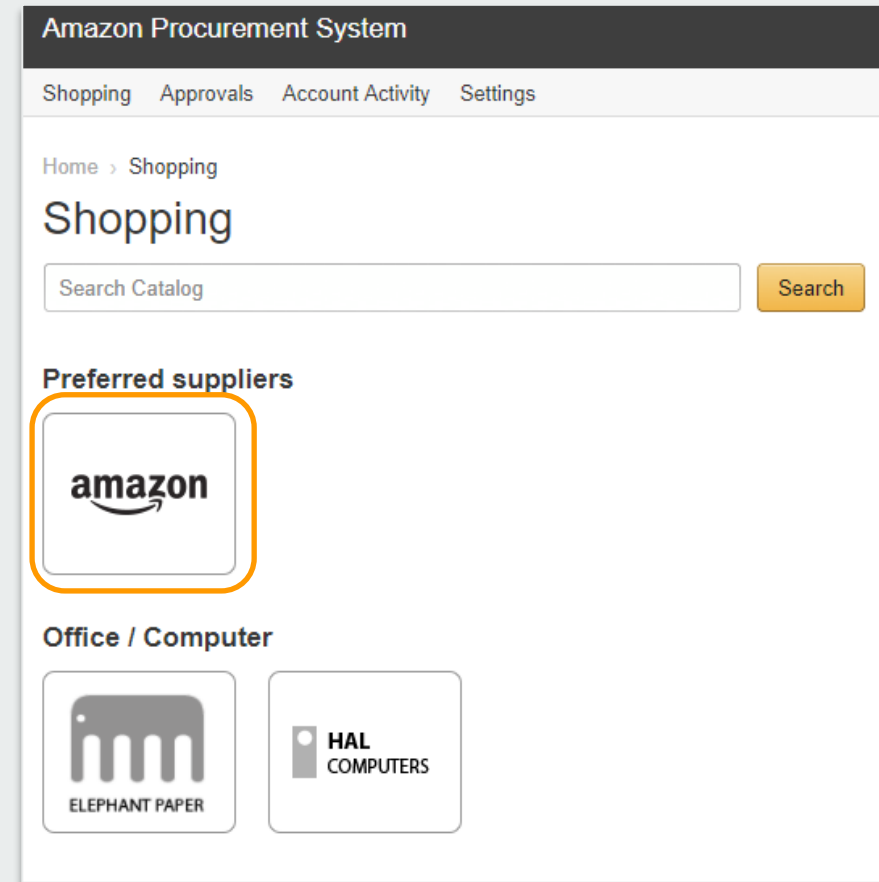 Amazon Procurement System
Shopping Approvals Account Activity Settings
Home › Shopping
Shopping
Search Catalog Search
Preferred suppliers
amazon
Office / Computer
ELEPHANT PAPER
HAL
COMPUTERS